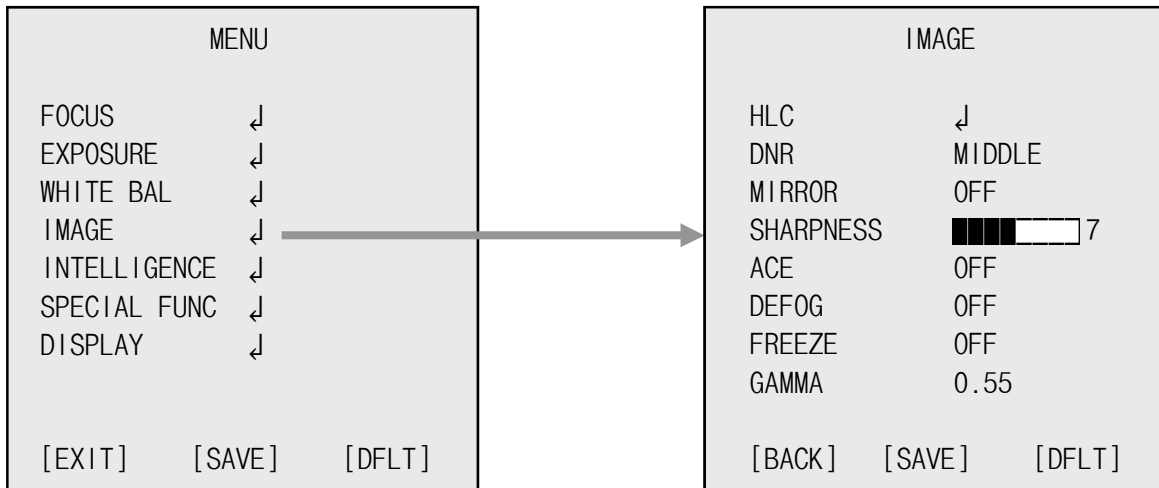 MENU
FOCUS ↲
EXPOSURE ↲
WHITE BAL ↲
IMAGE ↲
INTELLIGENCE ↲
SPECIAL FUNC ↲
DISPLAY ↲
[EXIT] [SAVE] [DFLT]
IMAGE
HLC ↲
DNR MIDDLE
MIRROR OFF
SHARPNESS 7
ACE OFF
DEFOG OFF
FREEZE OFF
GAMMA 0.55
[BACK] [SAVE] [DFLT]